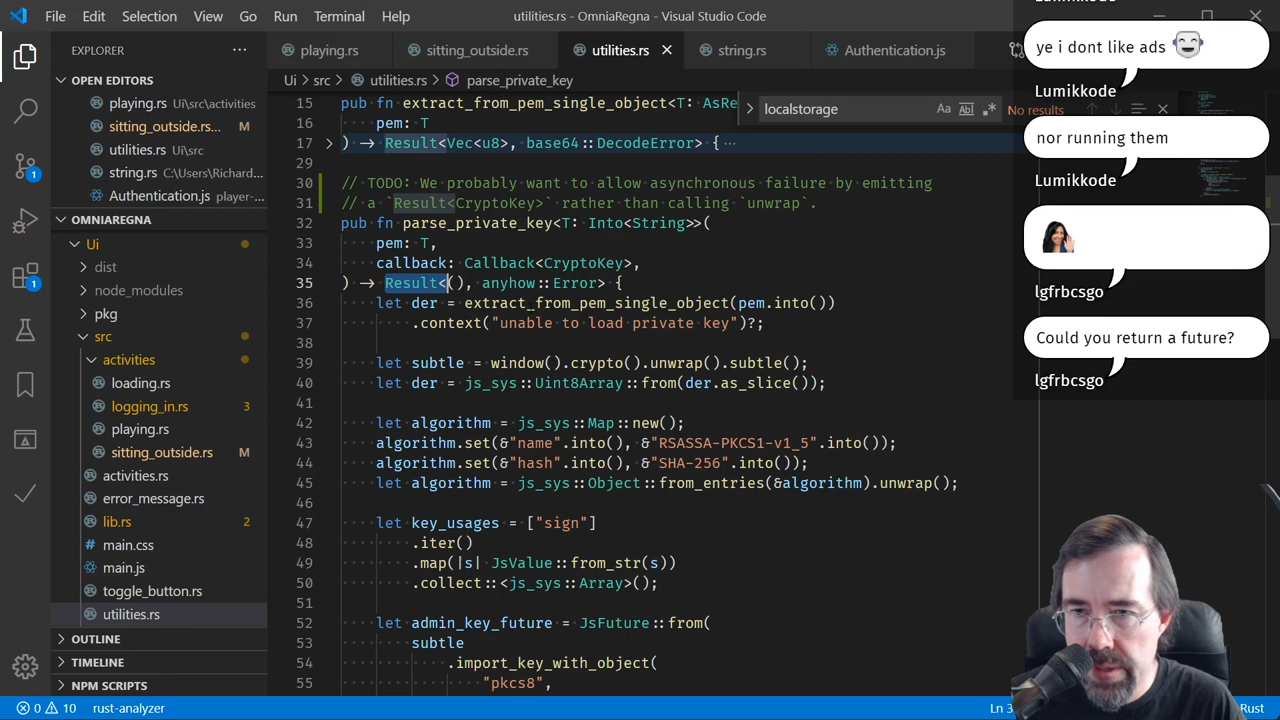 File Edit Selection View Go Run Terminal Help
utilities.rs - OmniaRegna - Visual Studio Code
EXPLORER
OPEN EDITORS
playing.rs Ui\src\activities
sitting_outside.rs... M
utilities.rs Ui\src
string.rs C:\Users\Richard...
Authentication.js player-...
OMNIAREGNA
Ui
dist
node_modules
pkg
src
activities
loading.rs
logging_in.rs 3
playing.rs
sitting_outside.rs M
activities.rs
error_message.rs
lib.rs 2
main.css
main.js
toggle_button.rs
utilities.rs
OUTLINE
TIMELINE
NPM SCRIPTS
1
1
playing.rs sitting_outside.rs utilities.rs string.rs Authentication.js
Ui > src > utilities.rs > parse_private_key
localstorage
Aa ab
No results
15 pub fn extract_from_pem_single_object<T: AsRe
16 pem: T
17 ) → Result<Vec<u8>, base64::DecodeError> { ⋯
29
30 // TODO: We probably want to allow asynchronous failure by emitting
31 // a `Result<CryptoKey>` rather than calling `unwrap`.
32 pub fn parse_private_key<T: Into<String>>(
33 pem: T,
34 callback: Callback<CryptoKey>,
35 ) → Result<(), anyhow::Error> {
36 let der = extract_from_pem_single_object(pem.into())
37 .context("unable to load private key")?;
38
39 let subtle = window().crypto().unwrap().subtle();
40 let der = js_sys::Uint8Array::from(der.as_slice());
41
42 let algorithm = js_sys::Map::new();
43 algorithm.set(&"name".into(), &"RSASSA-PKCS1-v1_5".into());
44 algorithm.set(&"hash".into(), &"SHA-256".into());
45 let algorithm = js_sys::Object::from_entries(&algorithm).unwrap();
46
47 let key_usages = ["sign"]
48 .iter()
49 .map(|s| JsValue::from_str(s))
50 .collect::<js_sys::Array>();
51
52 let admin_key_future = JsFuture::from(
53 subtle
54 .import_key_with_object(
55 "pkcs8",
Lumikkode
ye i dont like ads
Lumikkode
nor running them
Lumikkode
lgfrbcsgo
Could you return a future?
lgfrbcsgo
0 10 rust-analyzer
Ln 3
Rust